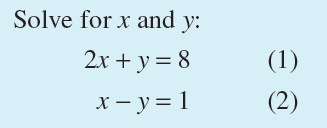 Solve for x and y:
2x + y = 8 (1)
x − y = 1 (2)